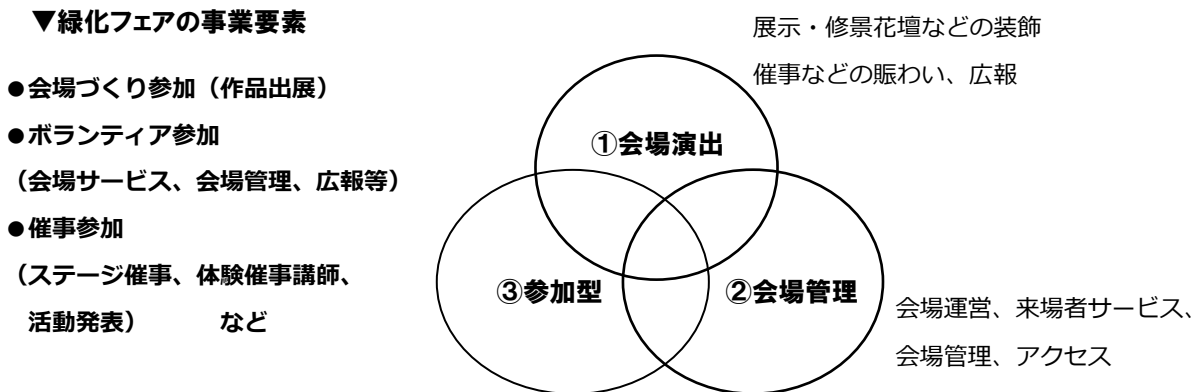 ▼緑化フェアの事業要素
●会場づくり参加（作品出展）
●ボランティア参加
（会場サービス、会場管理、広報等）
●催事参加
（ステージ催事、体験催事講師、
活動発表）　　　など
展示・修景花壇などの装飾
催事などの賑わい、広報
①会場演出
③参加型
②会場管理
会場運営、来場者サービス、
会場管理、アクセス